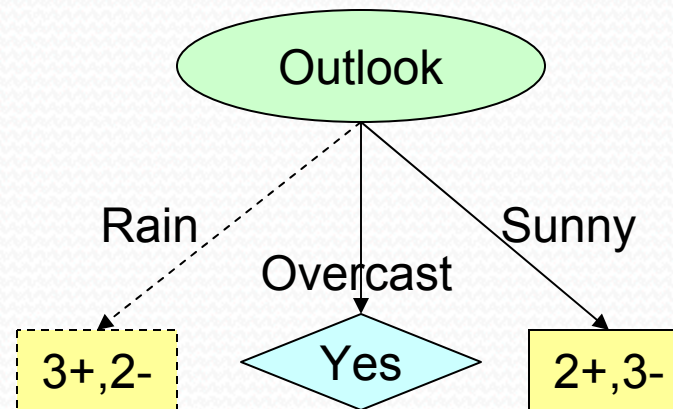 Outlook
Rain
Sunny
Overcast
3+,2-
Yes
2+,3-